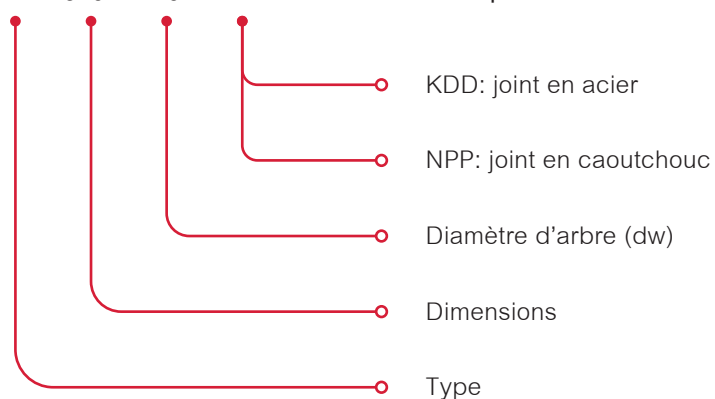 KDD: joint en acier
NPP: joint en caoutchouc
Diamètre d’arbre (dw)
Dimensions
Type